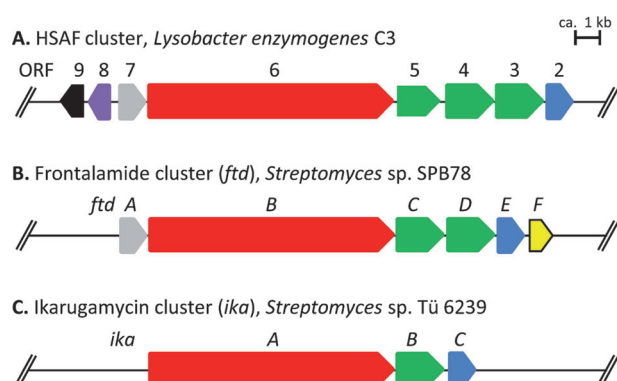 ca. 1 kb
A. HSAF cluster, Lysobacter enzymogenes C3
ORF 9 8 7 6 5 4 3 2
B. Frontalamide cluster (ftd), Streptomyces sp. SPB78
ftd A B C D E F
C. Ikarugamycin cluster (ika), Streptomyces sp. Tü 6239
ika A B C